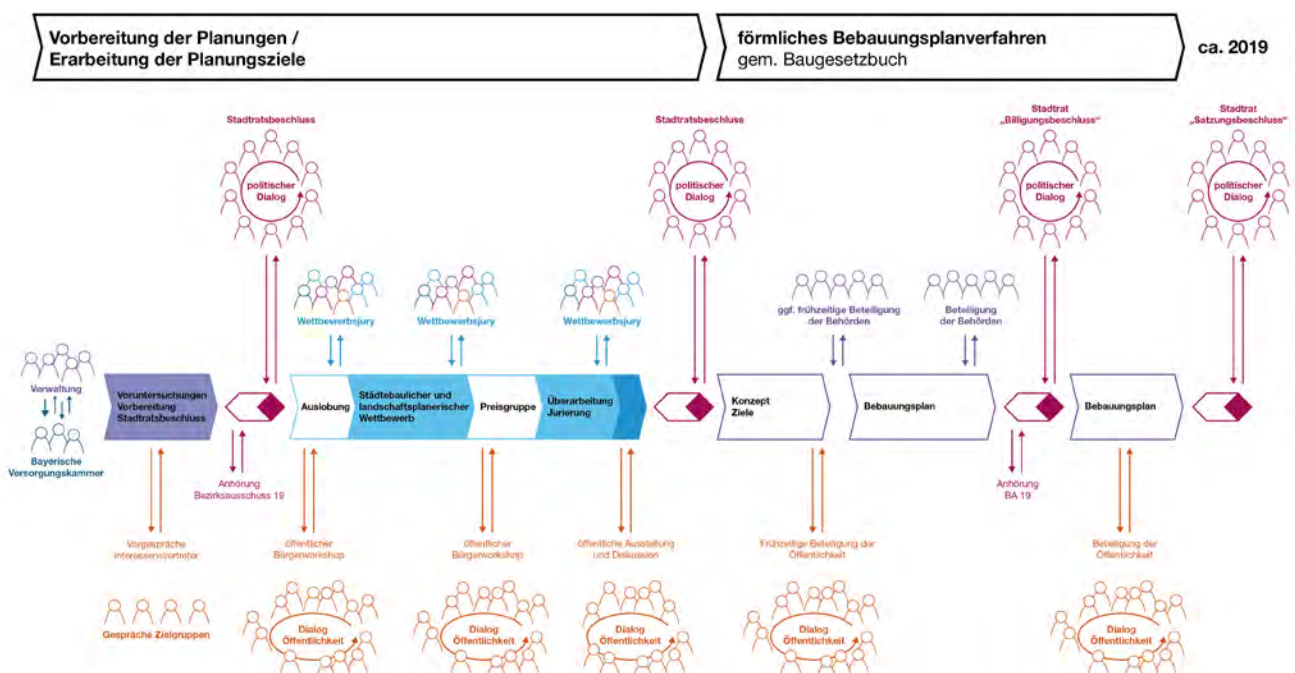 Vorbereitung der Planungen /
Erarbeitung der Planungsziele
förmliches Bebauungsplanverfahren
gem. Baugesetzbuch
ca. 2019
Stadtratsbeschluss
politischer
Dialog
Stadtratsbeschluss
politischer
Dialog
Stadtrat
„Billigungsbeschluss“
politischer
Dialog
Stadtrat
„Satzungsbeschluss“
politischer
Dialog
Wettbewerbsjury
Wettbewerbsjury
Wettbewerbsjury
ggf. frühzeitige Beteiligung
der Behörden
Beteiligung
der Behörden
Verwaltung
Bayerische
Versorgungskammer
Voruntersuchungen
Vorbereitung
Stadtratsbeschluss
Auslobung
Städtebaulicher und
landschaftsplanerischer
Wettbewerb
Preisgruppe
Überarbeitung
Jurierung
Konzept
Ziele
Bebauungsplan
Bebauungsplan
Anhörung
Bezirksausschuss 19
Anhörung
BA 19
Vorgespräche
Interessensvertreter
öffentlicher
Bürgerworkshop
öffentlicher
Bürgerworkshop
öffentliche Ausstellung
und Diskussion
Frühzeitige Beteiligung der
Öffentlichkeit
Beteiligung der
Öffentlichkeit
Gespräche Zielgruppen
Dialog
Öffentlichkeit
Dialog
Öffentlichkeit
Dialog
Öffentlichkeit
Dialog
Öffentlichkeit
Dialog
Öffentlichkeit